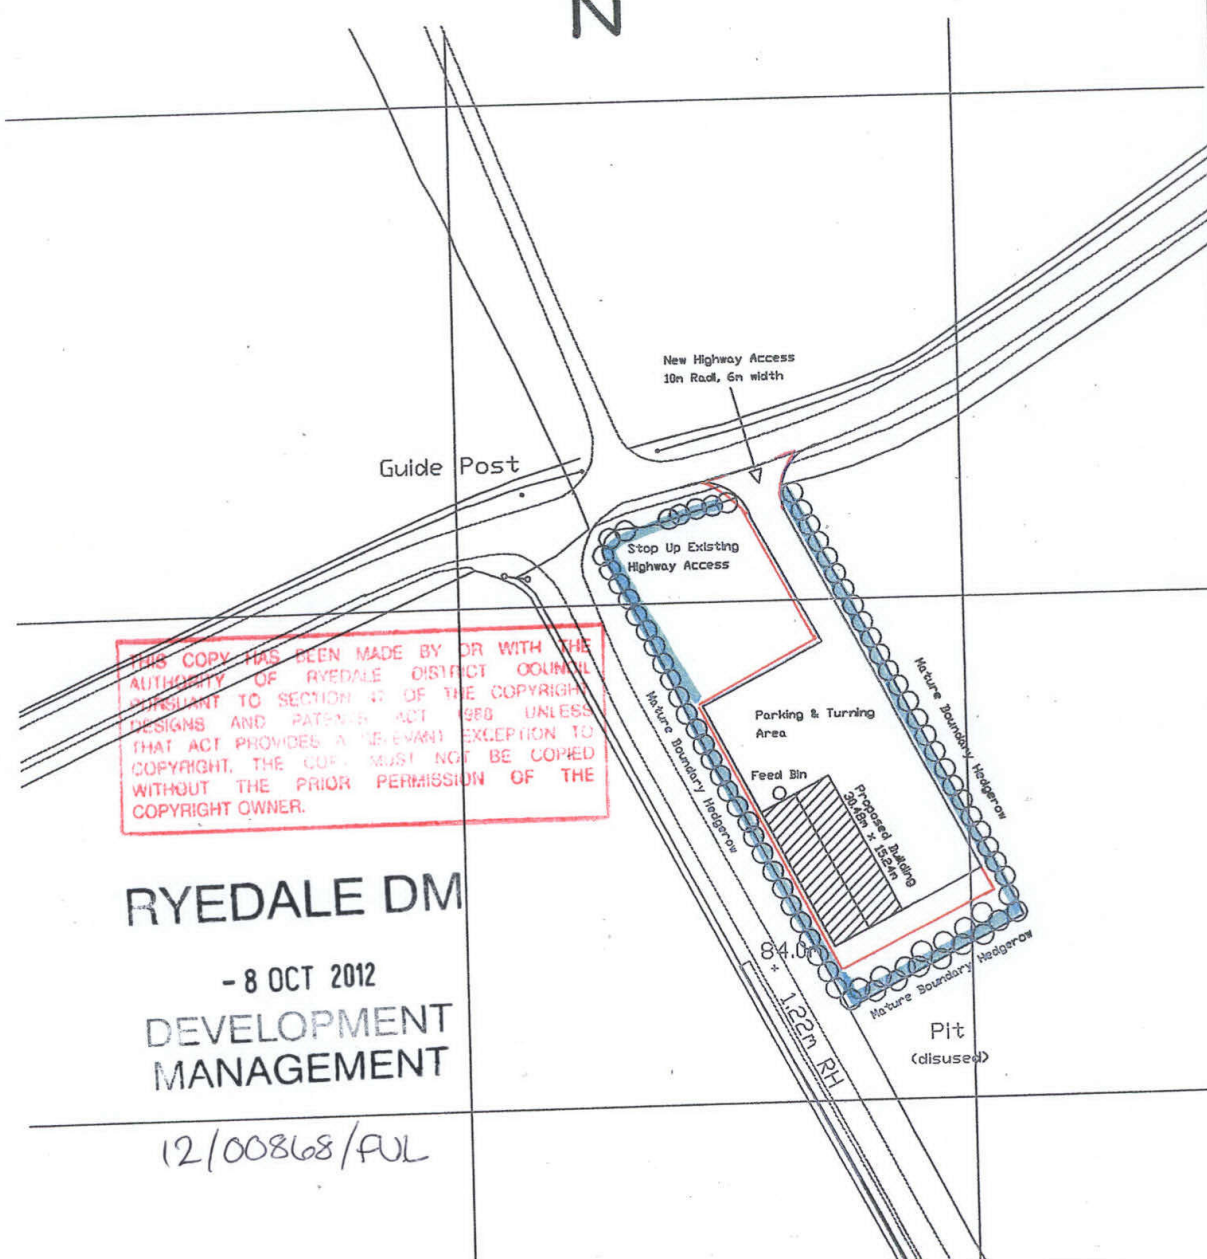 N
New Highway Access
10m Radii, 6m width
Guide Post
Stop Up Existing
Highway Access
THIS COPY HAS BEEN MADE BY OR WITH THE
AUTHORITY OF RYEDALE DISTRICT COUNCIL
PURSUANT TO SECTION 47 OF THE COPYRIGHT
DESIGNS AND PATENTS ACT 1988 UNLESS
THAT ACT PROVIDES A RELEVANT EXCEPTION TO
COPYRIGHT. THE COPY MUST NOT BE COPIED
WITHOUT THE PRIOR PERMISSION OF THE
COPYRIGHT OWNER.
Mature Boundary Hedgerow
Mature Boundary Hedgerow
Parking & Turning
Area
Feed Bin
Proposed Building
30.48m x 15.24m
84.0m
Mature Boundary Hedgerow
1.22m RH
Pit
(disused)
RYEDALE DM
- 8 OCT 2012
DEVELOPMENT
MANAGEMENT
12/00868/FUL